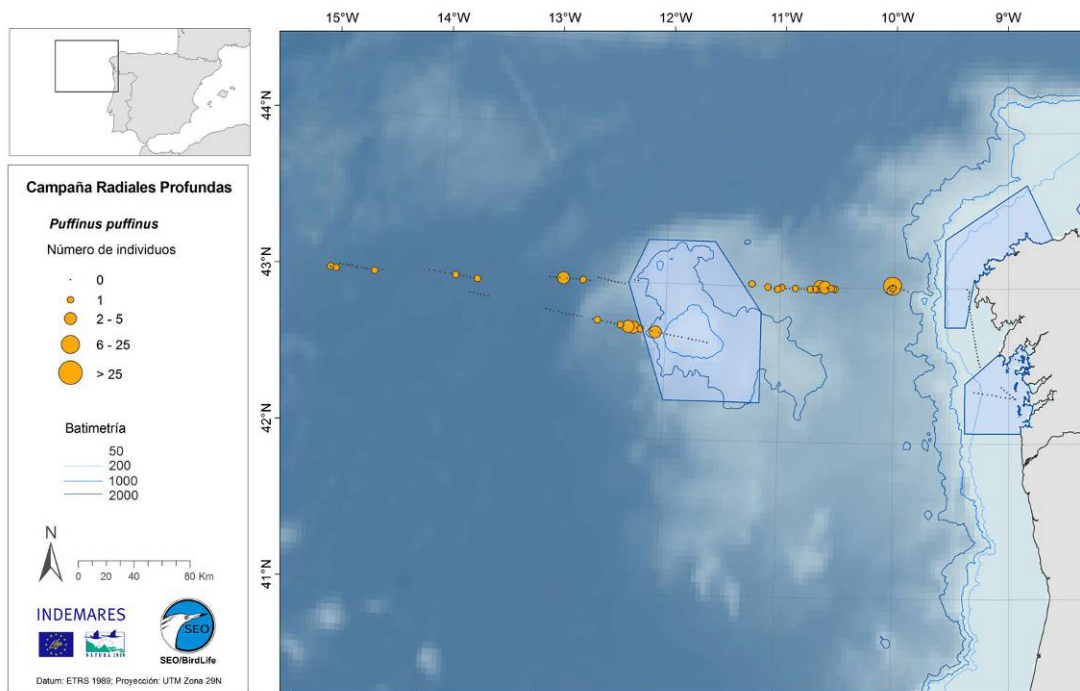 15°W 14°W 13°W 12°W 11°W 10°W 9°W
44°N
43°N
42°N
41°N
Campaña Radiales Profundas
Puffinus puffinus
Número de individuos
0
1
2 - 5
6 - 25
> 25
Batimetría
50
200
1000
2000
N
0 20 40 80 Km
INDEMARES
NATURA 2000
SEO
SEO/BirdLife
Datum: ETRS 1989; Proyección: UTM Zona 29N